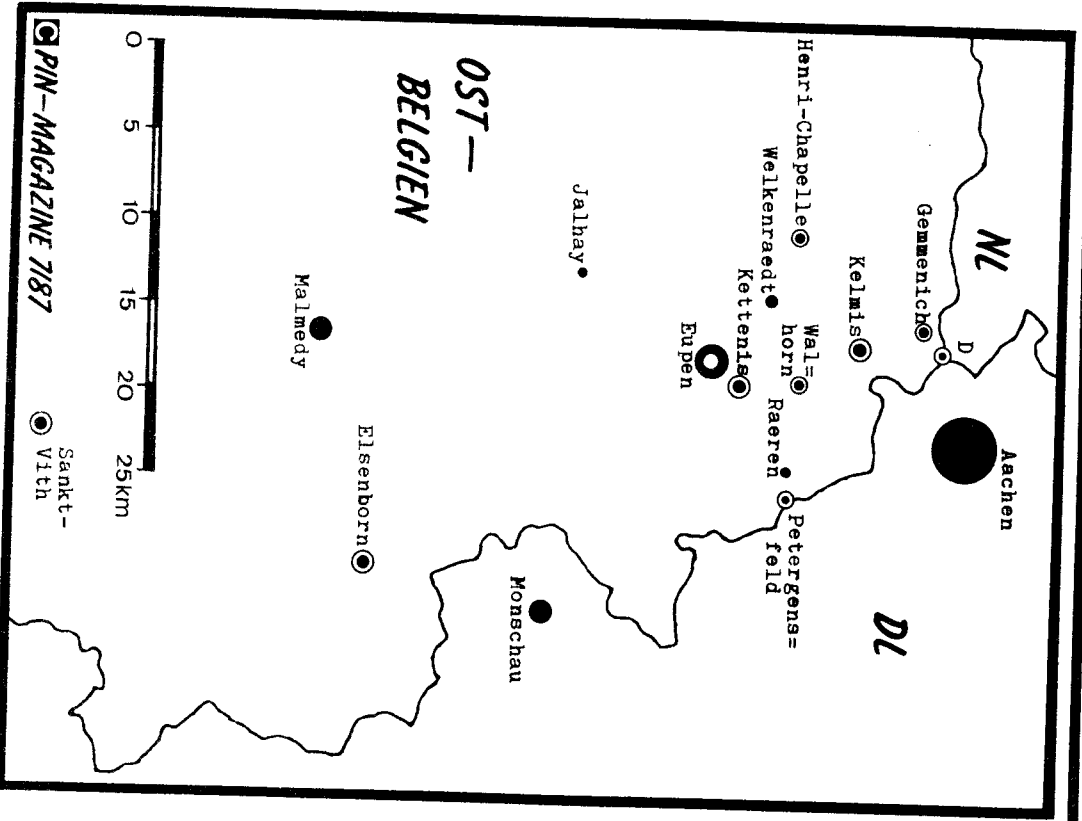 NL
Aachen
DL
D
Gemmenich
Kelmis
Henri-Chapelle
Wal=
horn
Welkenraedt
Raeren
Petergens=
feld
Kettenis
Eupen
OST—
BELGIEN
Jalhay
Monschau
Elsenborn
Malmedy
0 5 10 15 20 25km
Sankt-
Vith
C PIN-MAGAZINE 7/87